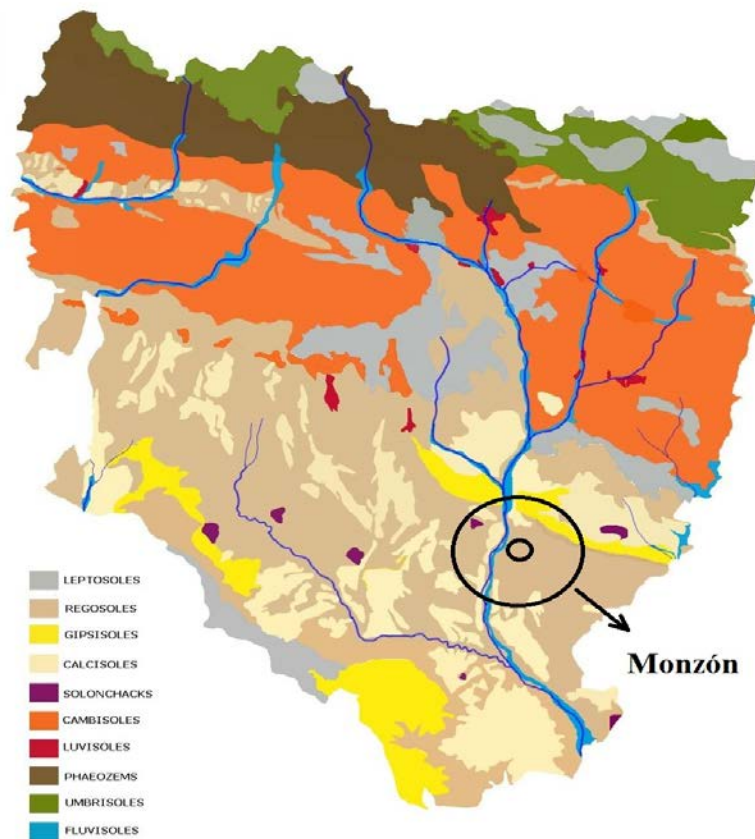 LEPTOSOLES
REGOSOLES
GIPSISOLES
CALCISOLES
SOLONCHACKS
CAMBISOLES
LUVISOLES
PHAEOZEMS
UMBRISOLES
FLUVISOLES
Monzón